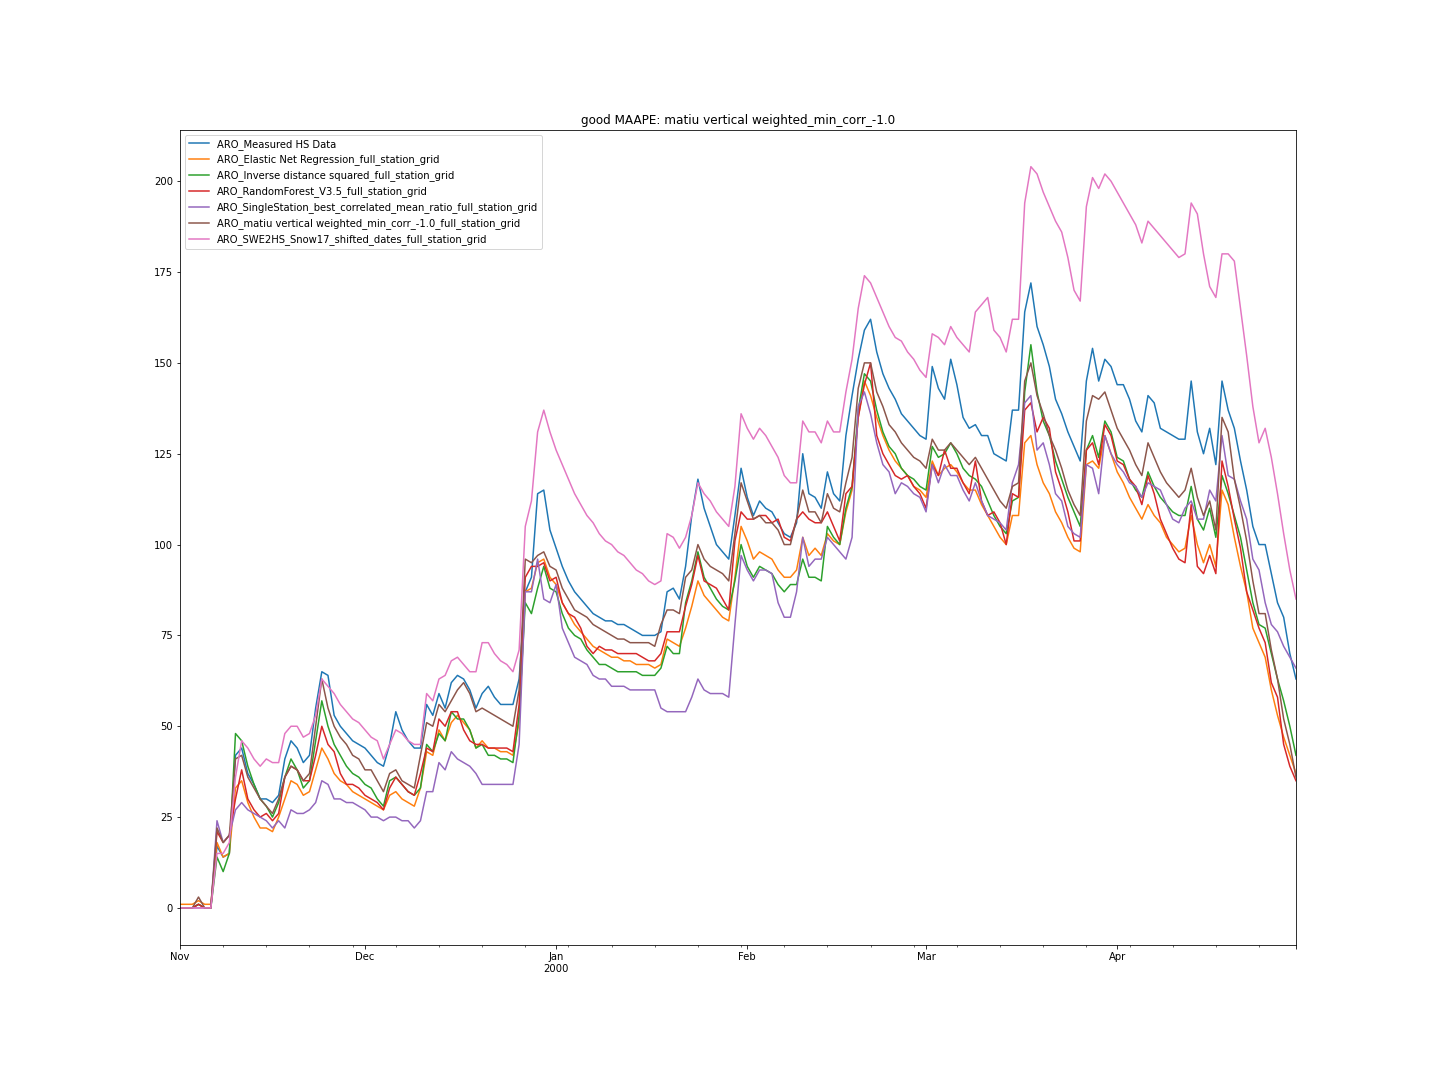 good MAAPE: matiu vertical weighted_min_corr_-1.0
ARO_Measured HS Data
ARO_Elastic Net Regression_full_station_grid
ARO_Inverse distance squared_full_station_grid
ARO_RandomForest_V3.5_full_station_grid
ARO_SingleStation_best_correlated_mean_ratio_full_station_grid
ARO_matiu vertical weighted_min_corr_-1.0_full_station_grid
ARO_SWE2HS_Snow17_shifted_dates_full_station_grid
200
175
150
125
100
75
50
25
0
Nov Dec Jan Feb Mar Apr
2000